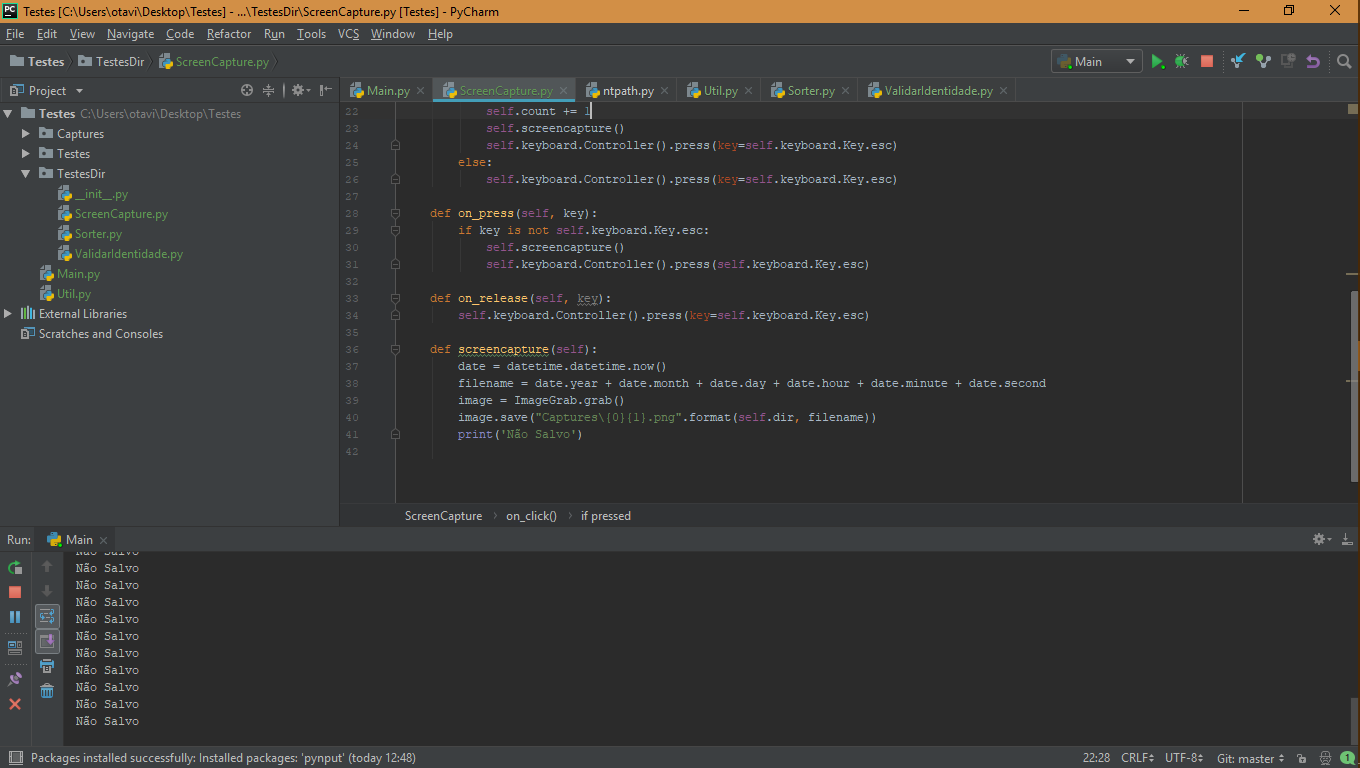 Testes [C:\Users\otavi\Desktop\Testes] - ...\TestesDir\ScreenCapture.py [Testes] - PyCharm
File Edit View Navigate Code Refactor Run Tools VCS Window Help
Testes TestesDir ScreenCapture.py Main
Project Main.py ScreenCapture.py ntpath.py Util.py Sorter.py ValidarIdentidade.py
Testes C:\Users\otavi\Desktop\Testes
Captures
Testes
TestesDir
__init__.py
ScreenCapture.py
Sorter.py
ValidarIdentidade.py
Main.py
Util.py
External Libraries
Scratches and Consoles
22 self.count += 1
23 self.screencapture()
24 self.keyboard.Controller().press(key=self.keyboard.Key.esc)
25 else:
26 self.keyboard.Controller().press(key=self.keyboard.Key.esc)
27
28 def on_press(self, key):
29 if key is not self.keyboard.Key.esc:
30 self.screencapture()
31 self.keyboard.Controller().press(self.keyboard.Key.esc)
32
33 def on_release(self, key):
34 self.keyboard.Controller().press(key=self.keyboard.Key.esc)
35
36 def screencapture(self):
37 date = datetime.datetime.now()
38 filename = date.year + date.month + date.day + date.hour + date.minute + date.second
39 image = ImageGrab.grab()
40 image.save("Captures\{0}{1}.png".format(self.dir, filename))
41 print('Não Salvo')
42
ScreenCapture on_click() if pressed
Run: Main
Não Salvo
Não Salvo
Não Salvo
Não Salvo
Não Salvo
Não Salvo
Não Salvo
Não Salvo
Não Salvo
Não Salvo
Não Salvo
Packages installed successfully: Installed packages: 'pynput' (today 12:48) 22:28 CRLF UTF-8 Git: master 1